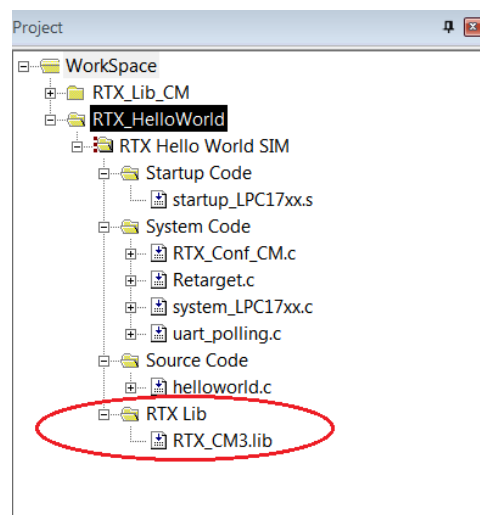 Project
WorkSpace
RTX_Lib_CM
RTX_HelloWorld
RTX Hello World SIM
Startup Code
startup_LPC17xx.s
System Code
RTX_Conf_CM.c
Retarget.c
system_LPC17xx.c
uart_polling.c
Source Code
helloworld.c
RTX Lib
RTX_CM3.lib